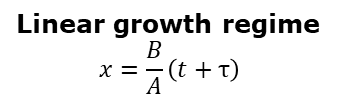 Linear growth regime
x = B/A (t + τ)